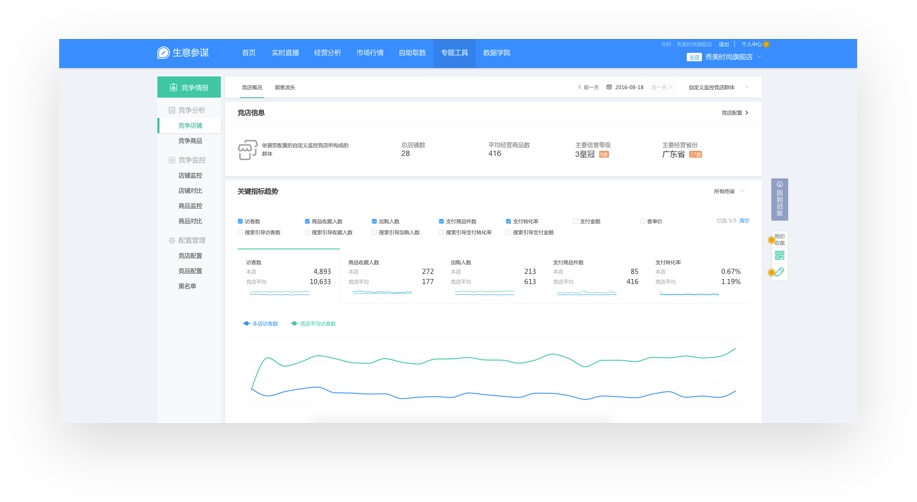 你好，秀美时尚旗舰店 退出 个人中心
生意参谋 首页 实时直播 经营分析 市场行情 自助取数 专题工具 数据学院
主店 秀美时尚旗舰店
竞争情报
竞争分析
竞争店铺
竞争商品
竞争监控
店铺监控
店铺对比
商品监控
商品对比
配置管理
竞店配置
竞品配置
黑名单
竞店概况 顾客流失 前一天 2016-08-18 后一天 自定义监控竞店群体
竞店信息 竞店配置
依据您配置的自定义监控竞店所构成的
群体
总店铺数
28
平均经营商品数
416
主要信誉等级
3皇冠
主要经营省份
广东省
关键指标趋势 所有终端
访客数 商品收藏人数 加购人数 支付商品件数 支付转化率 支付金额 客单价 已选 5/5 清空
搜索引导访客数 搜索引导收藏人数 搜索引导加购人数 搜索引导支付转化率 搜索引导支付金额
访客数
本店 4,893
竞店平均 10,633
商品收藏人数
本店 272
竞店平均 177
加购人数
本店 213
竞店平均 613
支付商品件数
本店 85
竞店平均 416
支付转化率
本店 0.67%
竞店平均 1.19%
本店访客数 竞店平均访客数
回到旧版
我的
收藏